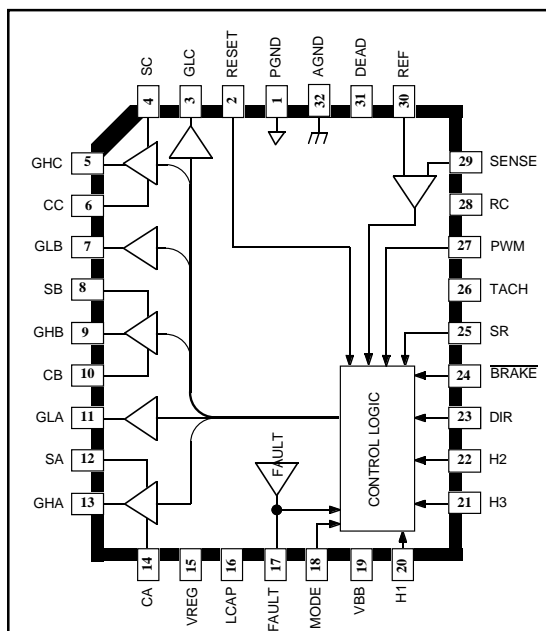 SC
GLC
RESET
PGND
AGND
DEAD
REF
4
3
2
1
32
31
30
GHC 5
CC 6
GLB 7
SB 8
GHB 9
CB 10
GLA 11
SA 12
GHA 13
29 SENSE
28 RC
27 PWM
26 TACH
25 SR
24 BRAKE
23 DIR
22 H2
21 H3
CONTROL LOGIC
FAULT
14
15
16
17
18
19
20
CA
VREG
LCAP
FAULT
MODE
VBB
H1